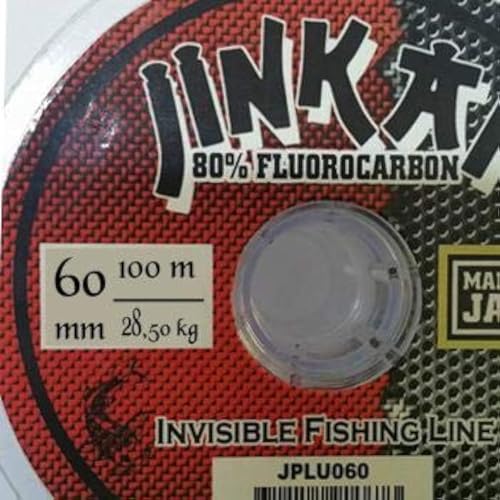 JINKAI
80% FLUOROCARBON
60
mm
100 m
28,50 kg
INVISIBLE FISHING LINE
JPLU060